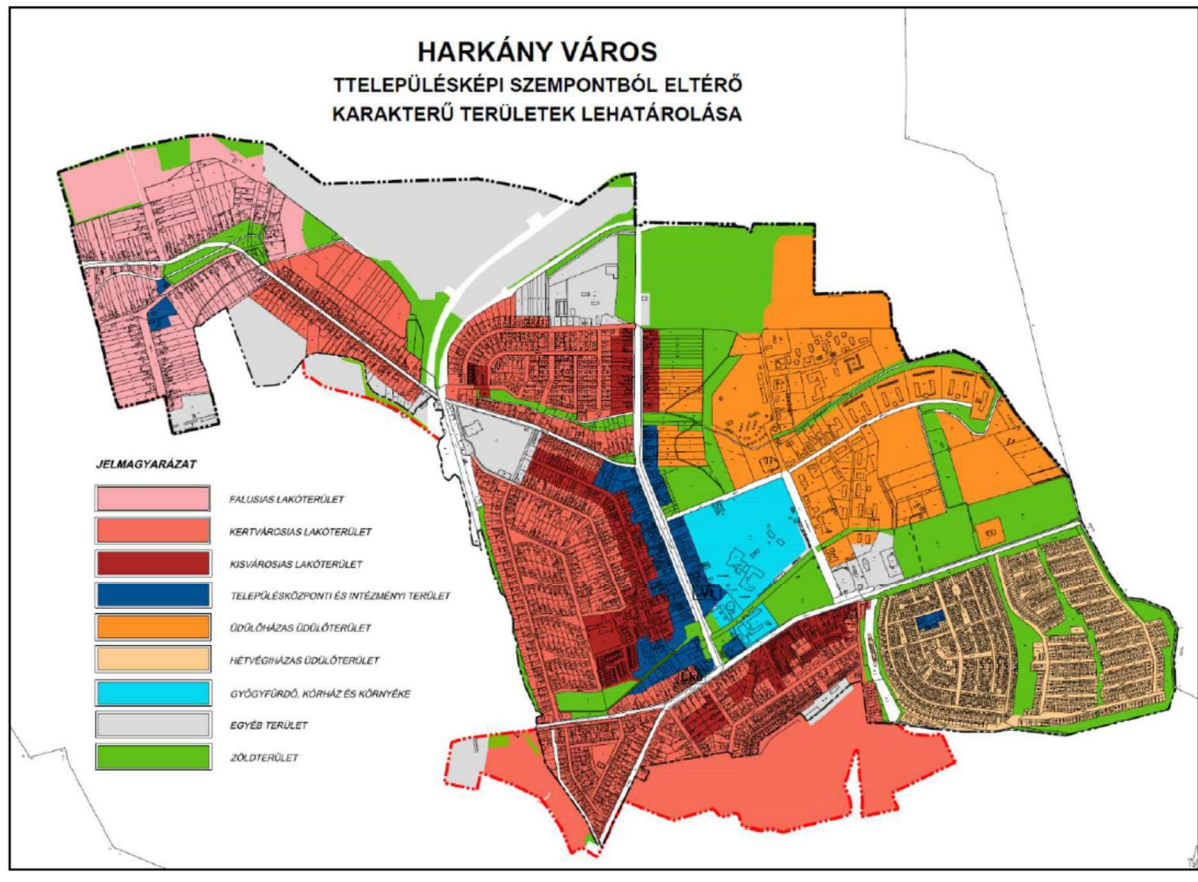 HARKÁNY VÁROS
TTELEPÜLÉSKÉPI SZEMPONTBÓL ELTÉRŐ
KARAKTERŰ TERÜLETEK LEHATÁROLÁSA
JELMAGYARÁZAT
FALUSIAS LAKÓTERÜLET
KERTVÁROSIAS LAKÓTERÜLET
KISVÁROSIAS LAKÓTERÜLET
TELEPÜLÉSKÖZPONTI ÉS INTÉZMÉNYI TERÜLET
ÜDÜLŐHÁZAS ÜDÜLŐTERÜLET
HÉTVÉGIHÁZAS ÜDÜLŐTERÜLET
GYÓGYFÜRDŐ, KÓRHÁZ ÉS KÖRNYÉKE
EGYÉB TERÜLET
ZÖLDTERÜLET